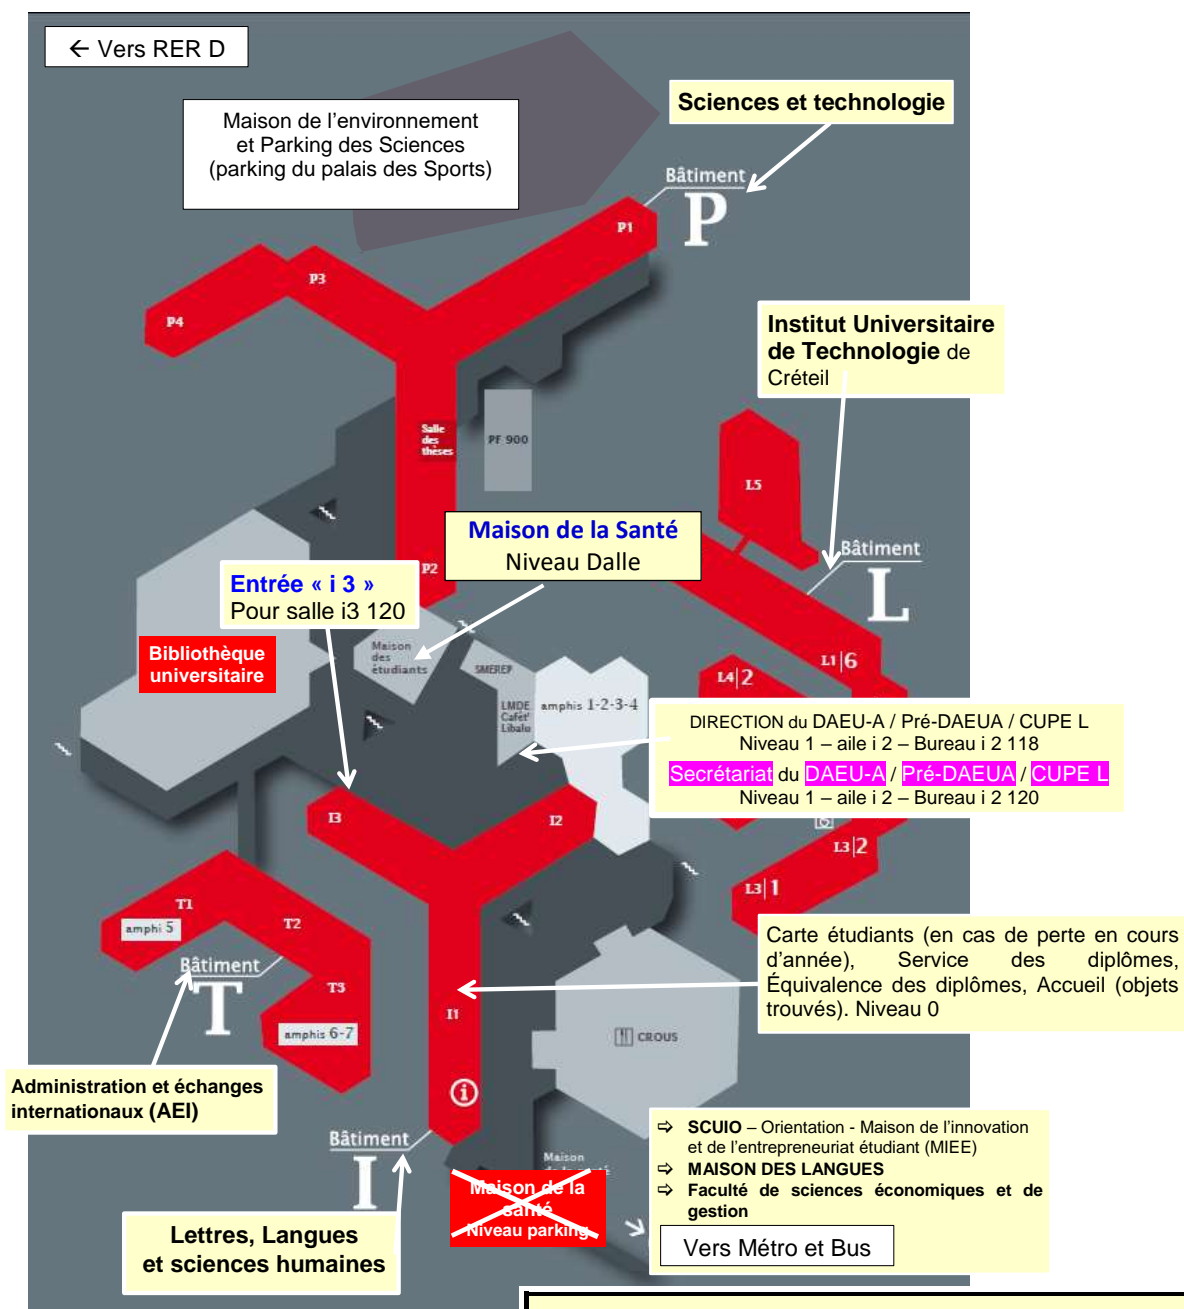 ← Vers RER D
Maison de l'environnement
et Parking des Sciences
(parking du palais des Sports)
Sciences et technologie
Bâtiment
P
P1
P3
P4
Institut Universitaire
de Technologie de
Créteil
Salle
des
thèses
PF 900
L5
Maison de la Santé
Niveau Dalle
Bâtiment
L
P2
Entrée « i 3 »
Pour salle i3 120
Bibliothèque
universitaire
Maison
des
étudiants
SMEREP
L1|6
L4|2
LMDE
Cafèt'
Libalu
amphis 1-2-3-4
DIRECTION du DAEU-A / Pré-DAEUA / CUPE L
Niveau 1 – aile i 2 – Bureau i 2 118
Secrétariat du DAEU-A / Pré-DAEUA / CUPE L
Niveau 1 – aile i 2 – Bureau i 2 120
I3
I2
L3|2
L3|1
T1
amphi 5
T2
Bâtiment
T
T3
amphis 6-7
Carte étudiants (en cas de perte en cours
d'année), Service des diplômes,
Équivalence des diplômes, Accueil (objets
trouvés). Niveau 0
I1
CROUS
i
Administration et échanges
internationaux (AEI)
Bâtiment
I
Maison
⇨ SCUIO – Orientation - Maison de l'innovation
et de l'entrepreneuriat étudiant (MIEE)
⇨ MAISON DES LANGUES
⇨ Faculté de sciences économiques et de
gestion
Maison de la
santé
Niveau parking
Lettres, Langues
et sciences humaines
Vers Métro et Bus